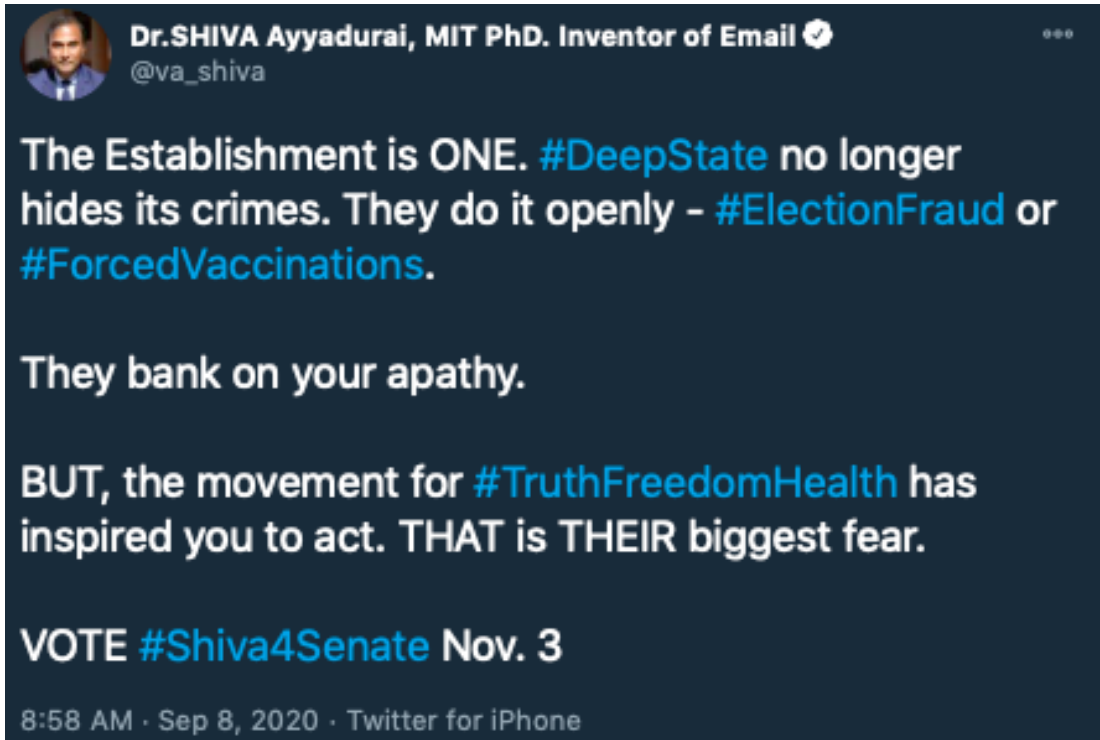 Dr.SHIVA Ayyadurai, MIT PhD. Inventor of Email
@va_shiva
The Establishment is ONE. #DeepState no longer
hides its crimes. They do it openly - #ElectionFraud or
#ForcedVaccinations.
They bank on your apathy.
BUT, the movement for #TruthFreedomHealth has
inspired you to act. THAT is THEIR biggest fear.
VOTE #Shiva4Senate Nov. 3
8:58 AM · Sep 8, 2020 · Twitter for iPhone